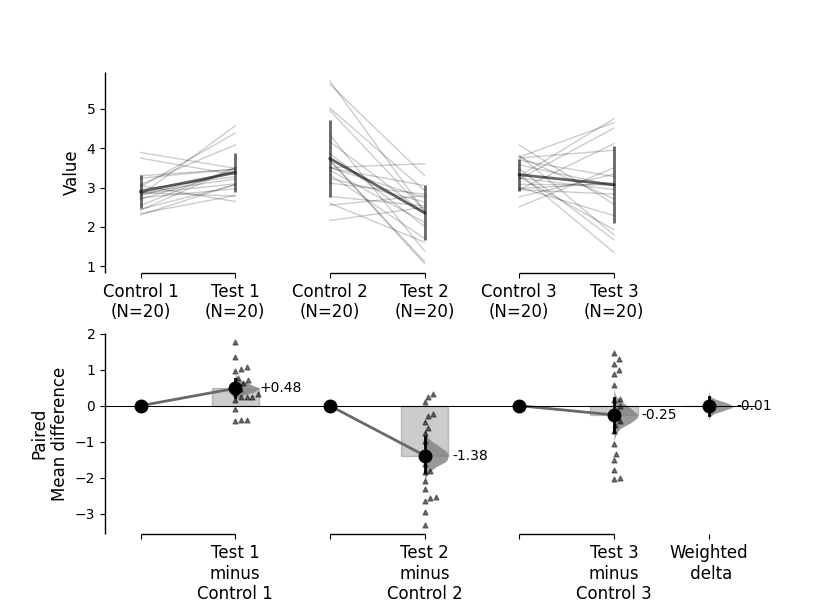 5
4
3
2
1
Value
Control 1
(N=20)
Test 1
(N=20)
Control 2
(N=20)
Test 2
(N=20)
Control 3
(N=20)
Test 3
(N=20)
2
1
0
−1
−2
−3
Paired
Mean difference
+0.48
-1.38
-0.25
-0.01
Test 1
minus
Control 1
Test 2
minus
Control 2
Test 3
minus
Control 3
Weighted
delta